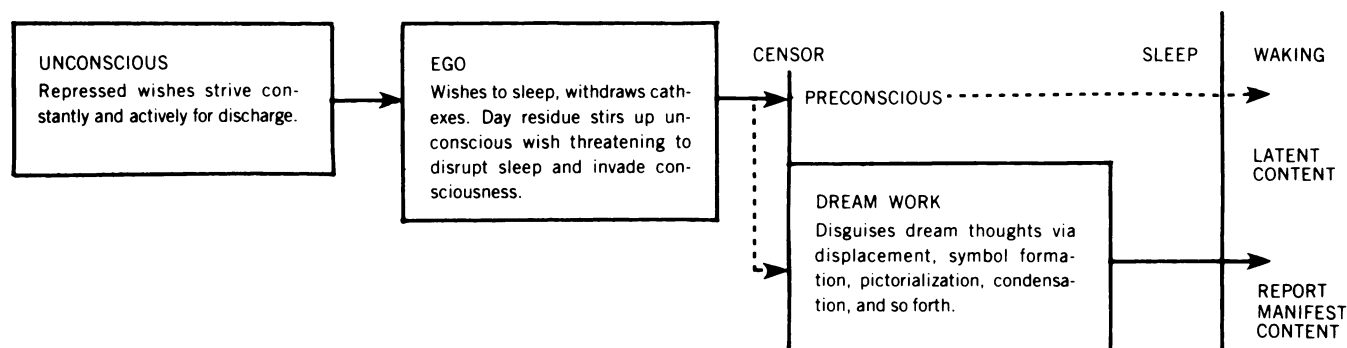 UNCONSCIOUS
Repressed wishes strive con-
stantly and actively for discharge.
EGO
Wishes to sleep, withdraws cath-
exes. Day residue stirs up un-
conscious wish threatening to
disrupt sleep and invade con-
sciousness.
CENSOR
PRECONSCIOUS
DREAM WORK
Disguises dream thoughts via
displacement, symbol forma-
tion, pictorialization, condensa-
tion, and so forth.
SLEEP
WAKING
LATENT
CONTENT
REPORT
MANIFEST
CONTENT